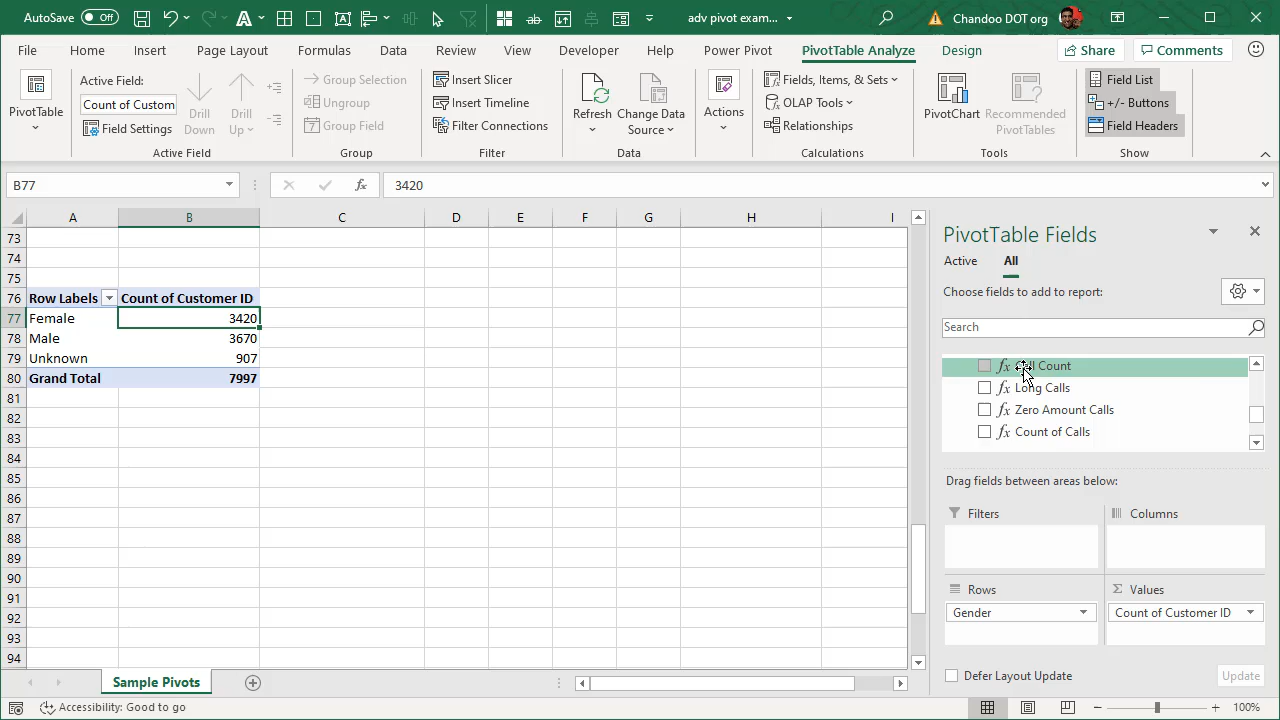 AutoSave Off adv pivot exam... Chandoo DOT org
File Home Insert Page Layout Formulas Data Review View Developer Help Power Pivot PivotTable Analyze Design Share Comments
PivotTable
Active Field:
Count of Custom
Field Settings
Drill Down
Drill Up
Active Field
Group Selection
Ungroup
Group Field
Group
Insert Slicer
Insert Timeline
Filter Connections
Filter
Refresh
Change Data Source
Data
Actions
Fields, Items, & Sets
OLAP Tools
Relationships
Calculations
PivotChart
Recommended PivotTables
Tools
Field List
+/- Buttons
Field Headers
Show
B77 fx 3420
A B C D E F G H I
73
74
75
76 Row Labels Count of Customer ID
77 Female 3420
78 Male 3670
79 Unknown 907
80 Grand Total 7997
81
82
83
84
85
86
87
88
89
90
91
92
93
94
PivotTable Fields
Active All
Choose fields to add to report:
Search
fx Count
fx Long Calls
fx Zero Amount Calls
fx Count of Calls
Drag fields between areas below:
Filters
Columns
Rows
Gender
Values
Count of Customer ID
Defer Layout Update Update
Sample Pivots
Accessibility: Good to go 100%